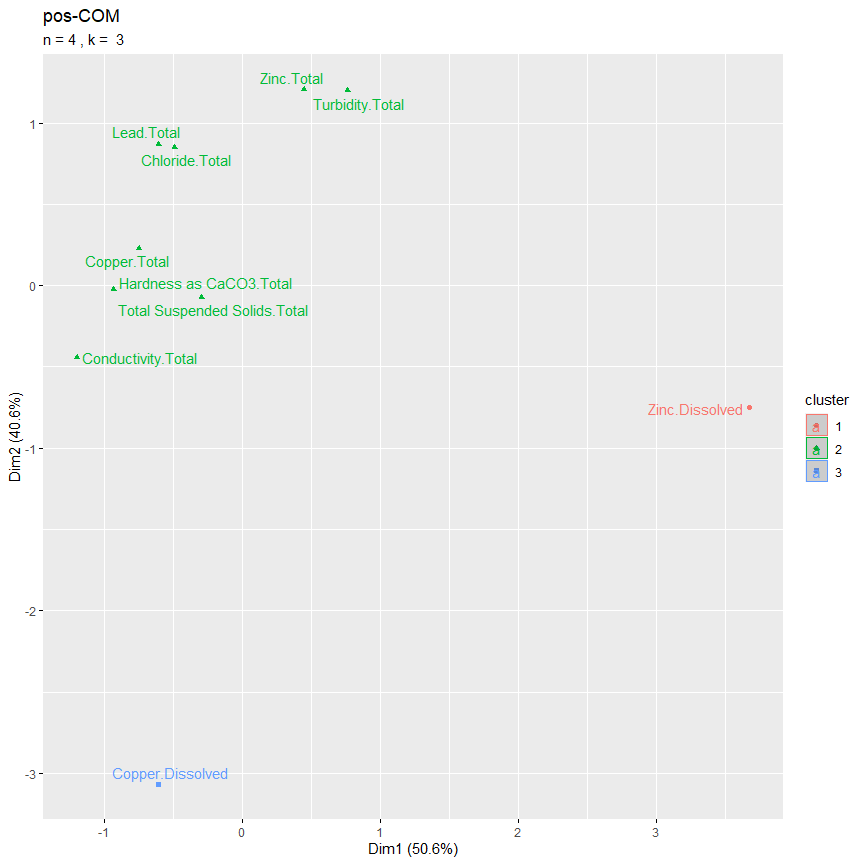 pos-COM
n = 4 , k =  3
Zinc.Total
Turbidity.Total
Lead.Total
Chloride.Total
Copper.Total
Hardness as CaCO3.Total
Total Suspended Solids.Total
Conductivity.Total
Zinc.Dissolved
Copper.Dissolved
1
0
-1
-2
-3
Dim2 (40.6%)
-1
0
1
2
3
Dim1 (50.6%)
cluster
1
2
3